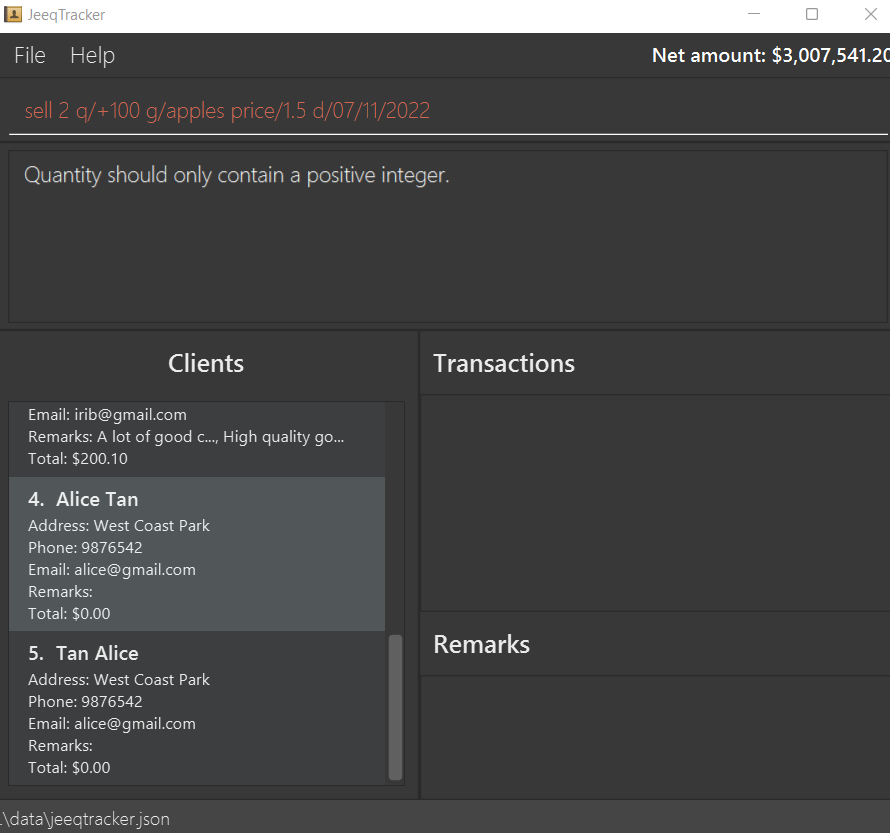 JeeqTracker
File Help Net amount: $3,007,541.20
sell 2 q/+100 g/apples price/1.5 d/07/11/2022
Quantity should only contain a positive integer.
Clients
Email: irib@gmail.com
Remarks: A lot of good c..., High quality go...
Total: $200.10
4. Alice Tan
Address: West Coast Park
Phone: 9876542
Email: alice@gmail.com
Remarks:
Total: $0.00
5. Tan Alice
Address: West Coast Park
Phone: 9876542
Email: alice@gmail.com
Remarks:
Total: $0.00
Transactions
Remarks
.\data\jeeqtracker.json